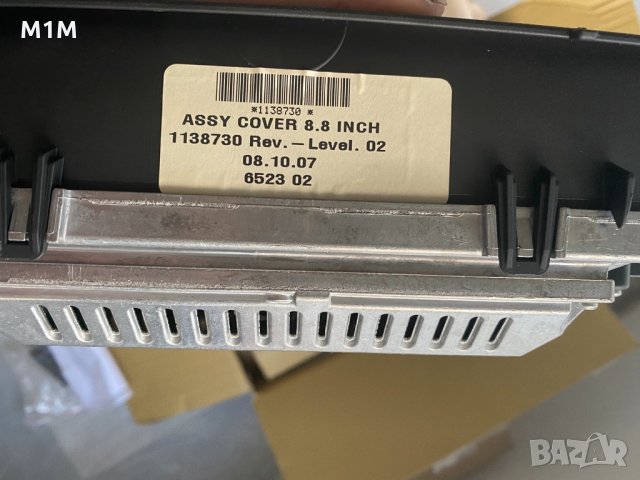 M1M
*1138730 *
ASSY COVER 8.8 INCH
1138730 Rev. – Level. 02
08.10.07
6523 02
BAZAR